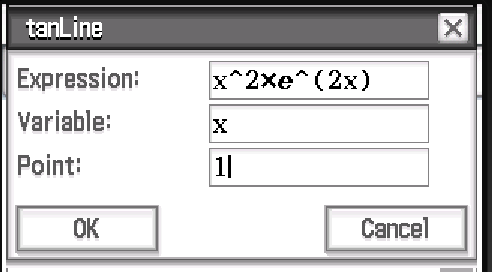 tanLine
Expression: x^2×e^(2x)
Variable: x
Point: 1
OK Cancel